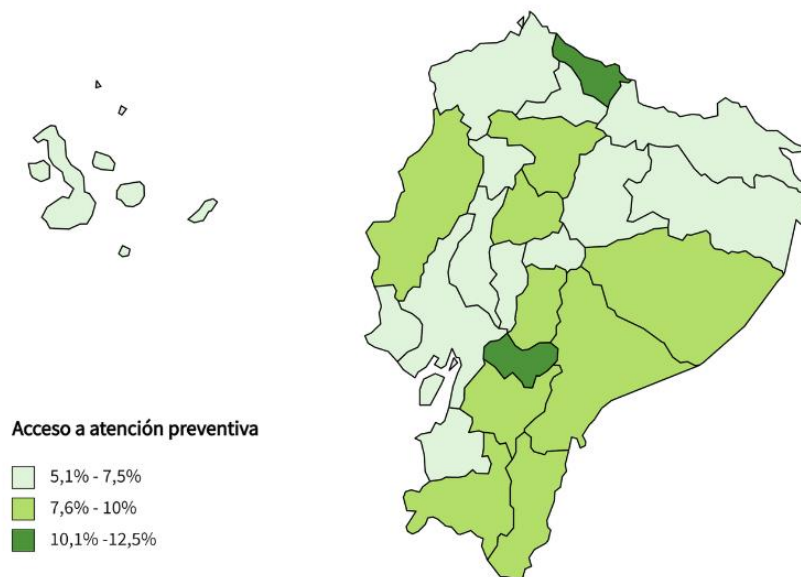 Acceso a atención preventiva
5,1% - 7,5%
7,6% - 10%
10,1% -12,5%